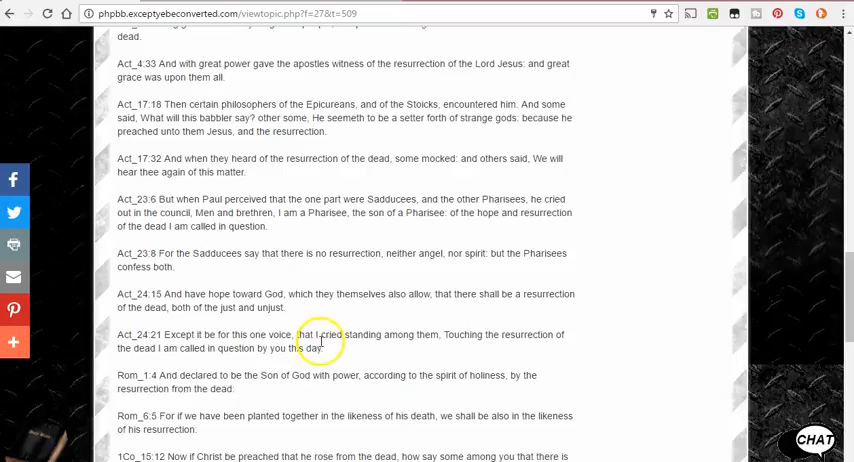 phpbb.exceptyebeconverted.com/viewtopic.php?f=27&t=509
dead.
Act_4:33 And with great power gave the apostles witness of the resurrection of the Lord Jesus: and great
grace was upon them all.
Act_17:18 Then certain philosophers of the Epicureans, and of the Stoicks, encountered him. And some
said, What will this babbler say? other some, He seemeth to be a setter forth of strange gods: because he
preached unto them Jesus, and the resurrection.
Act_17:32 And when they heard of the resurrection of the dead, some mocked: and others said, We will
hear thee again of this matter.
Act_23:6 But when Paul perceived that the one part were Sadducees, and the other Pharisees, he cried
out in the council, Men and brethren, I am a Pharisee, the son of a Pharisee: of the hope and resurrection
of the dead I am called in question.
Act_23:8 For the Sadducees say that there is no resurrection, neither angel, nor spirit: but the Pharisees
confess both.
Act_24:15 And have hope toward God, which they themselves also allow, that there shall be a resurrection
of the dead, both of the just and unjust.
Act_24:21 Except it be for this one voice, that I cried standing among them, Touching the resurrection of
the dead I am called in question by you this day.
Rom_1:4 And declared to be the Son of God with power, according to the spirit of holiness, by the
resurrection from the dead:
Rom_6:5 For if we have been planted together in the likeness of his death, we shall be also in the likeness
of his resurrection:
1Co_15:12 Now if Christ be preached that he rose from the dead, how say some among you that there is
CHAT